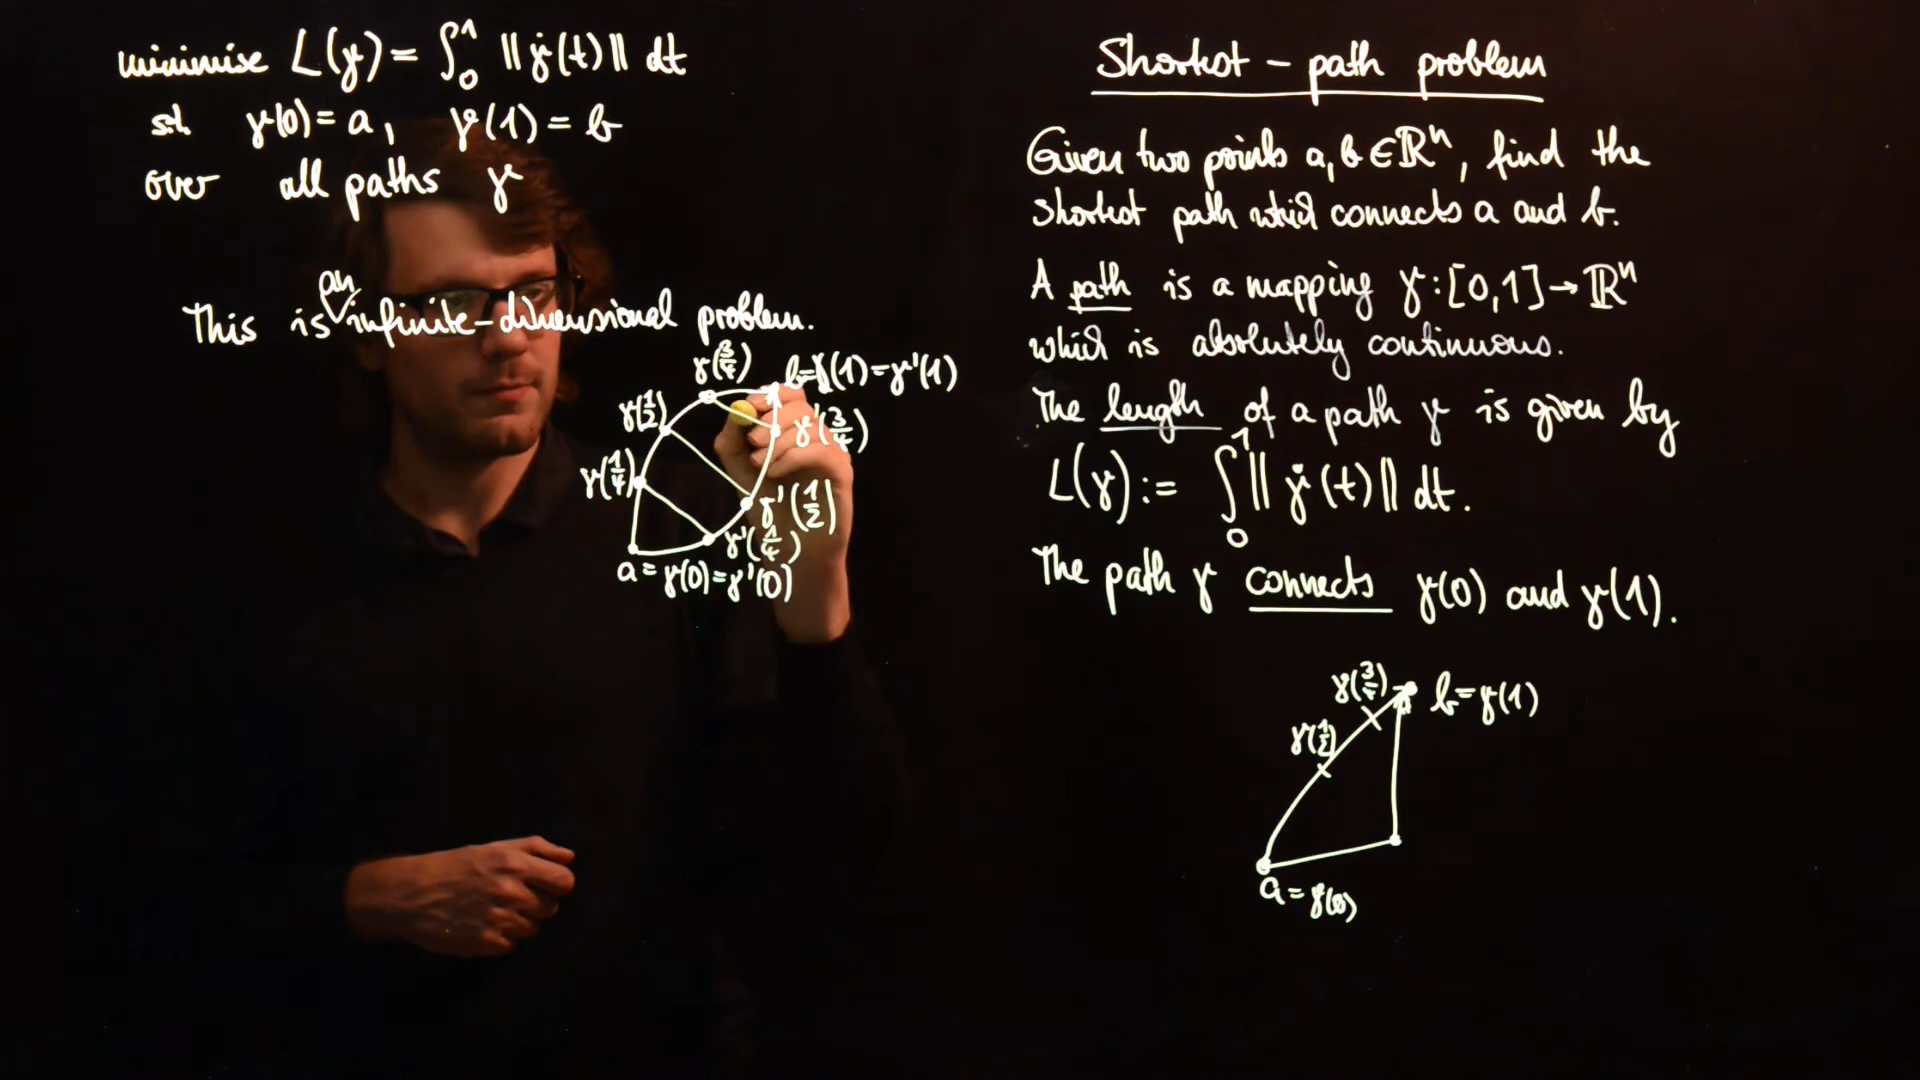 minimise L(γ) = ∫₀¹ ‖γ̇(t)‖ dt
st. γ(0) = a, γ(1) = b
over all paths γ
This is an infinite-dimensional problem.
γ(3/4)
b=γ(1)=γ'(1)
γ(1/2)
γ'(3/4)
γ(1/4)
γ'(1/2)
γ'(1/4)
a=γ(0)=γ'(0)
Shortest-path problem
Given two points a, b ∈ ℝⁿ, find the
shortest path which connects a and b.
A path is a mapping γ: [0,1] → ℝⁿ
which is absolutely continuous.
The length of a path γ is given by
L(γ) := ∫₀¹ ‖γ̇(t)‖ dt.
The path γ connects γ(0) and γ(1).
γ(3/4)
b=γ(1)
γ(1/2)
a=γ(0)